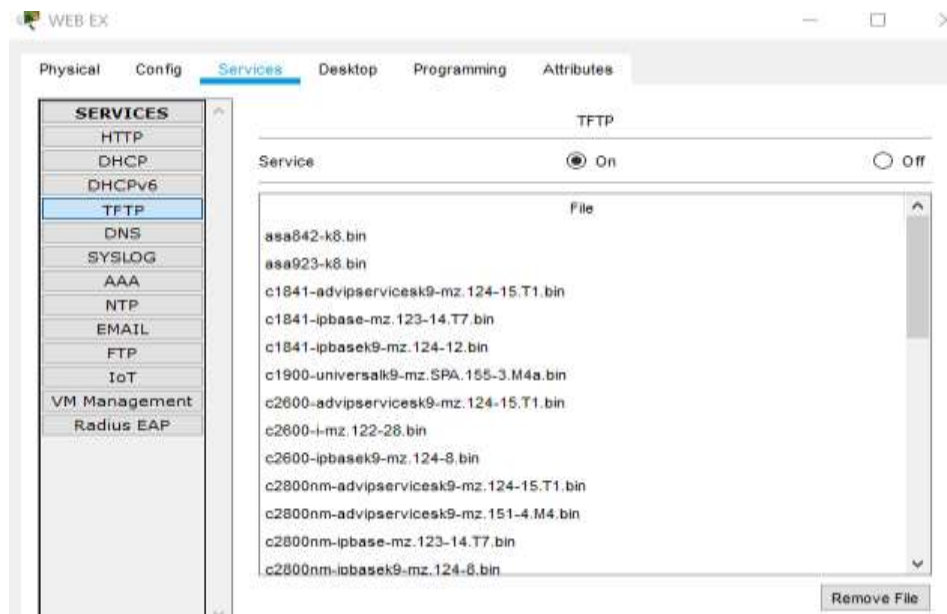 WEB EX
Physical Config Services Desktop Programming Attributes
SERVICES
HTTP
DHCP
DHCPv6
TFTP
DNS
SYSLOG
AAA
NTP
EMAIL
FTP
IoT
VM Management
Radius EAP
TFTP
Service On Off
File
asa842-k8.bin
asa923-k8.bin
c1841-advipservicesk9-mz.124-15.T1.bin
c1841-ipbase-mz.123-14.T7.bin
c1841-ipbasek9-mz.124-12.bin
c1900-universalk9-mz.SPA.155-3.M4a.bin
c2600-advipservicesk9-mz.124-15.T1.bin
c2600-i-mz.122-28.bin
c2600-ipbasek9-mz.124-8.bin
c2800nm-advipservicesk9-mz.124-15.T1.bin
c2800nm-advipservicesk9-mz.151-4.M4.bin
c2800nm-ipbase-mz.123-14.T7.bin
c2800nm-ipbasek9-mz.124-8.bin
Remove File